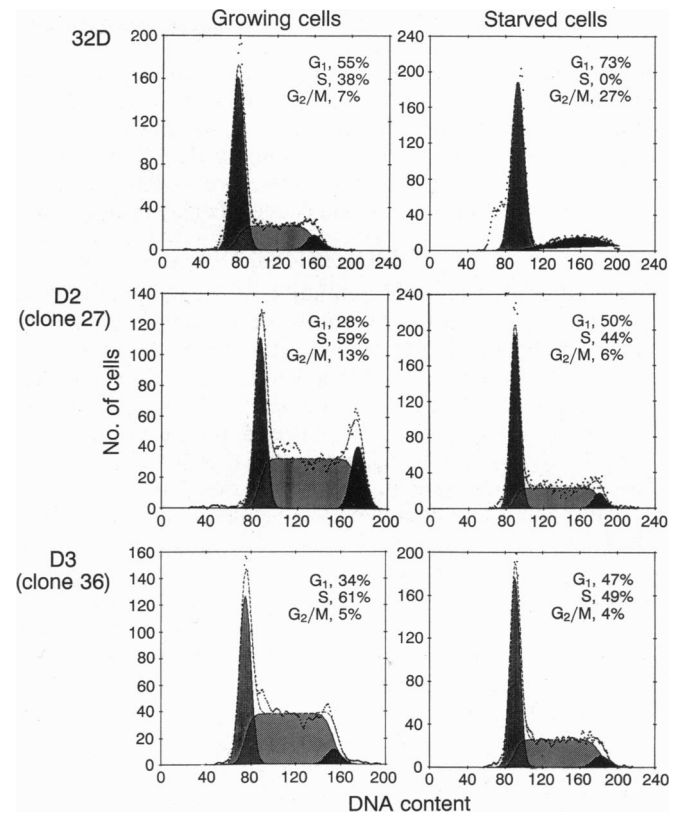 Growing cells
Starved cells
32D
200
160
120
80
40
0
0 40 80 120 160 200
G₁, 55%
S, 38%
G₂/M, 7%
240
200
160
120
80
40
0
0 40 80 120 160 200 240
G₁, 73%
S, 0%
G₂/M, 27%
D2
(clone 27)
No. of cells
140
120
100
80
60
40
20
0
0 40 80 120 160 200
G₁, 28%
S, 59%
G₂/M, 13%
240
200
160
120
80
40
0
0 40 80 120 160 200 240
G₁, 50%
S, 44%
G₂/M, 6%
D3
(clone 36)
160
140
120
100
80
60
40
20
0
0 40 80 120 160 200
G₁, 34%
S, 61%
G₂/M, 5%
200
160
120
80
40
0
0 40 80 120 160 200 240
G₁, 47%
S, 49%
G₂/M, 4%
DNA content